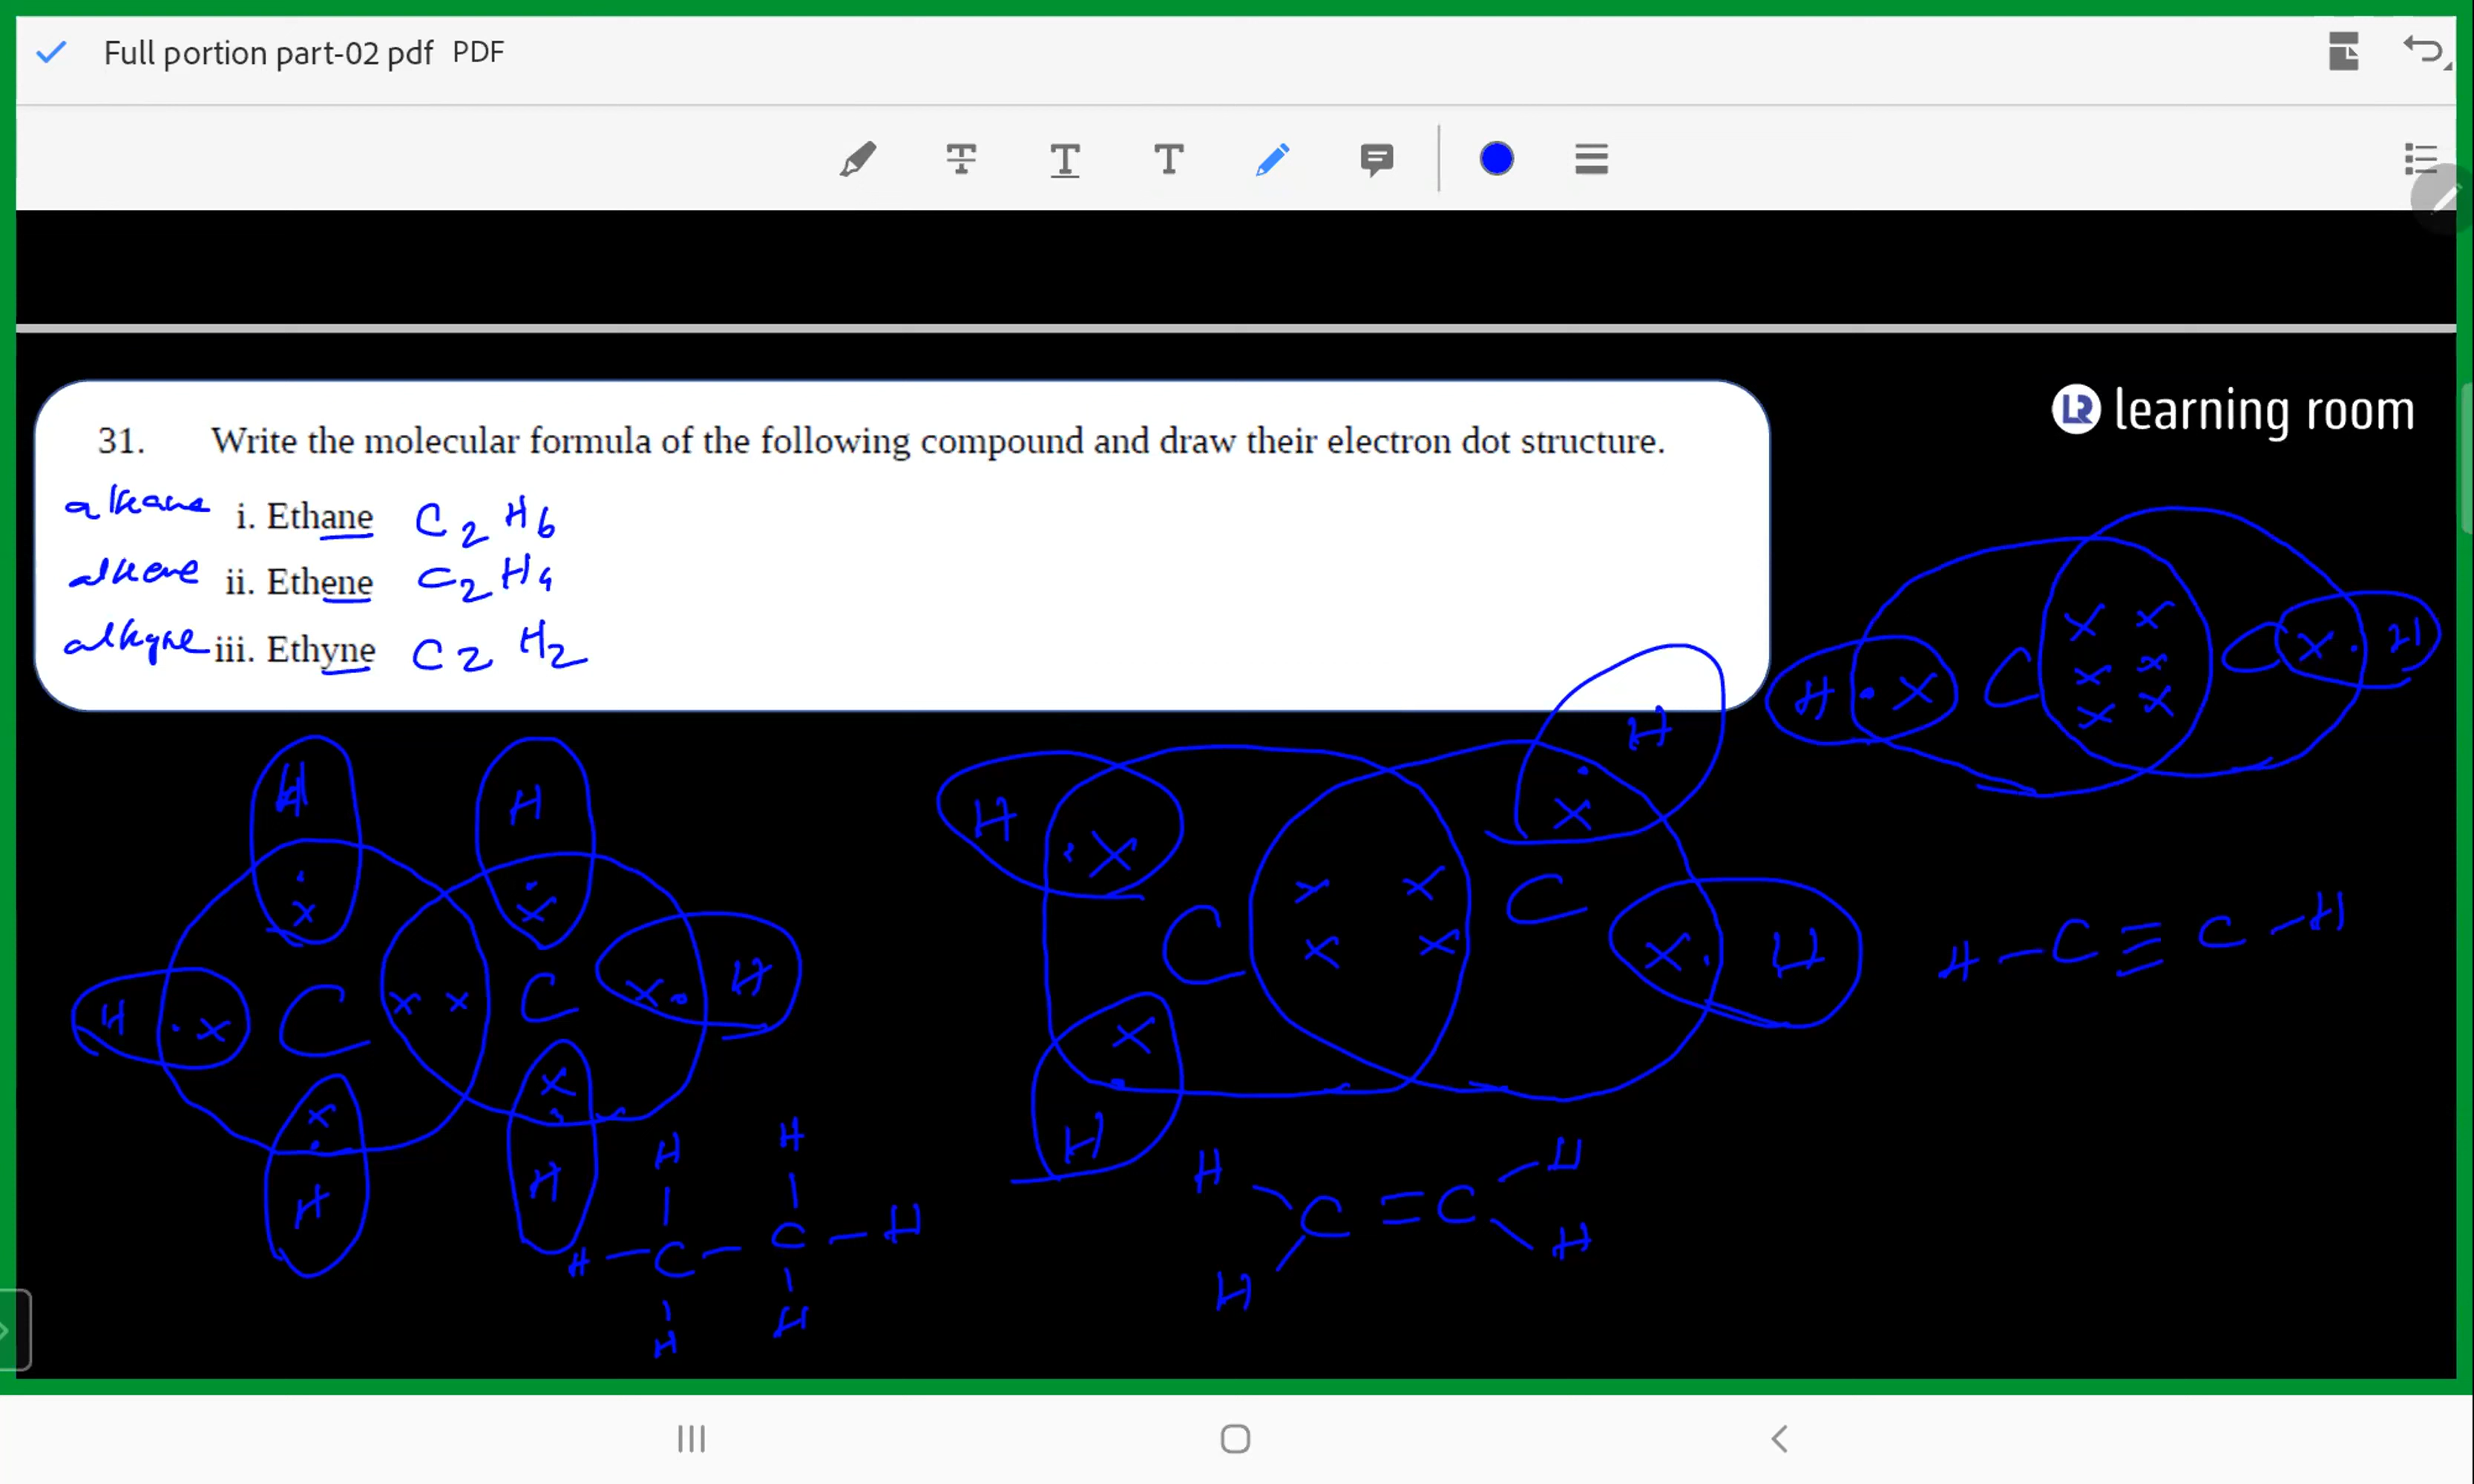 Full portion part-02 pdf PDF
LR learning room
31. Write the molecular formula of the following compound and draw their electron dot structure.
alkane i. Ethane C2H6
alkene ii. Ethene C2H4
alkyne iii. Ethyne C2H2
H · x C x x x x x x C x · H
H H
· x · x
H · x C x x C x · H
x · x ·
H H
H · x
H · x C x x x x C x · H
x · H
H – C ≡ C – H
H H
H – C – C – H
H H
H H
C = C
H H